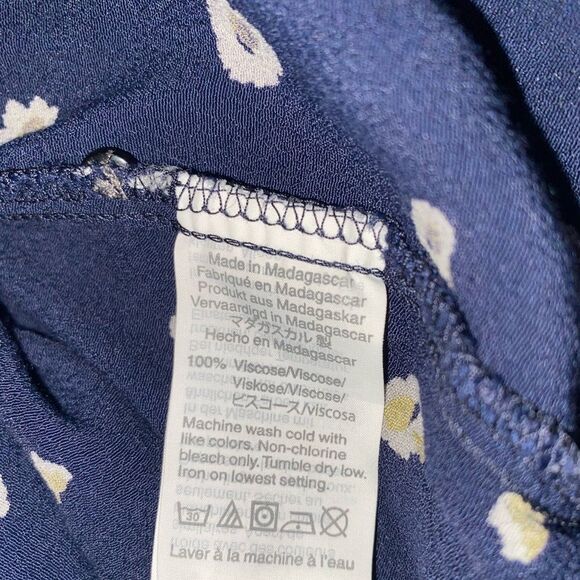 Made in Madagascar
Fabriqué en Madagascar
Produkt aus Madagaskar
Vervaardigd in Madagascar
マダガスカル 製
Hecho en Madagascar
100% Viscose/Viscose/
Viskose/Viscose/
ビスコース/Viscosa
Machine wash cold with
like colors. Non-chlorine
bleach only. Tumble dry low.
Iron on lowest setting.
30
Laver à la machine à l'eau